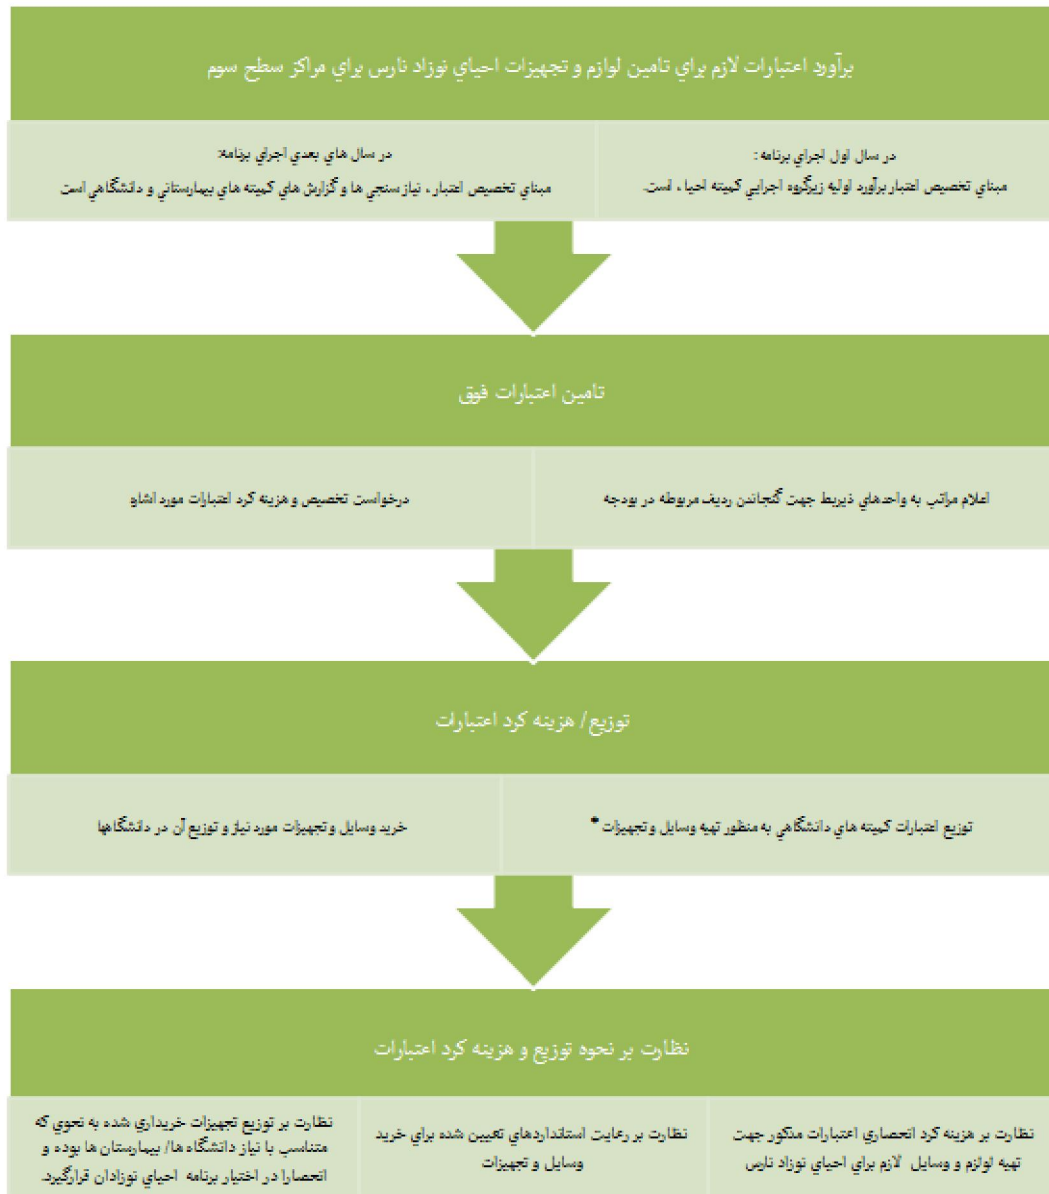 برآورد اعتبارات لازم براي تامين لوازم و تجهيزات احياي نوزاد نارس براي مراكز سطح سوم
در سال اول اجراي برنامه :
مبناي تخصيص اعتبار برآورد اوليه زيرگروه اجرايي كميته احيا ، است.
در سال هاي بعدي اجراي برنامه:
مبناي تخصيص اعتبار ، نياز سنجي ها و گزارش هاي كميته هاي بيمارستاني و دانشگاهي است
تامين اعتبارات فوق
اعلام مراتب به واحدهاي ذيربط جهت گنجاندن رديف مربوطه در بودجه
درخواست تخصيص و هزينه كرد اعتبارات مورد اشاره
توزيع/ هزينه كرد اعتبارات
توزيع اعتبارات كميته هاي دانشگاهي به منظور تهيه وسايل و تجهيزات *
خريد وسايل و تجهيزات مورد نياز و توزيع آن در دانشگاهها
نظارت بر نحوه توزيع و هزينه كرد اعتبارات
نظارت بر هزينه كرد انحصاري اعتبارات مذكور جهت
تهيه لوازم و وسايل لازم براي احياي نوزاد نارس
نظارت بر رعايت استانداردهاي تعيين شده براي خريد
وسايل و تجهيزات
نظارت بر توزيع تجهيزات خريداري شده به نحوي كه
متناسب با نياز دانشگاه ها/ بيمارستان ها بوده و
انحصارا در اختيار برنامه احياي نوزادان قرارگيرد.